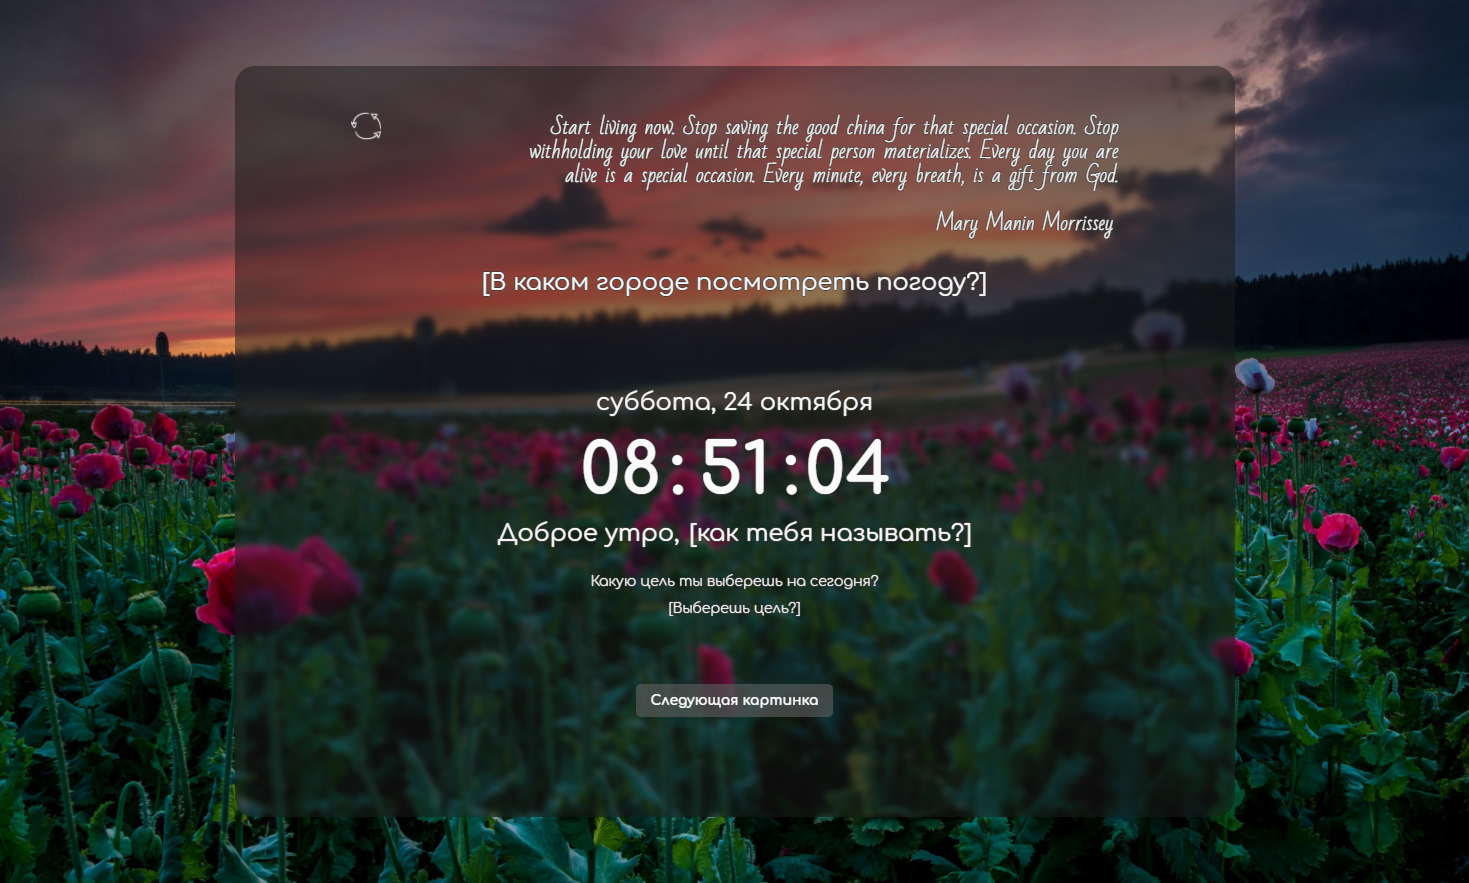 Start living now. Stop saving the good china for that special occasion. Stop
withholding your love until that special person materializes. Every day you are
alive is a special occasion. Every minute, every breath, is a gift from God.
Mary Manin Morrissey
[В каком городе посмотреть погоду?]
суббота, 24 октября
08:51:04
Доброе утро, [как тебя называть?]
Какую цель ты выберешь на сегодня?
[Выберешь цель?]
Следующая картинка